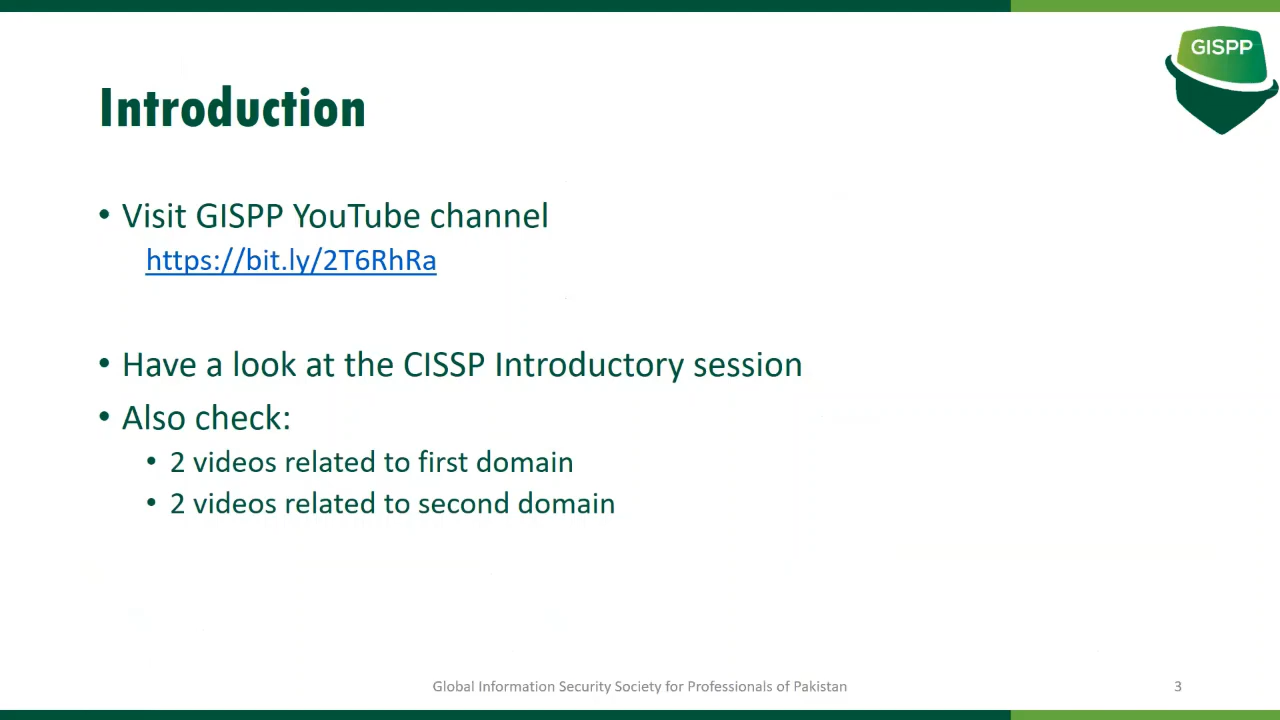 GISPP
Introduction
• Visit GISPP YouTube channel
https://bit.ly/2T6RhRa
• Have a look at the CISSP Introductory session
• Also check:
• 2 videos related to first domain
• 2 videos related to second domain
Global Information Security Society for Professionals of Pakistan
3